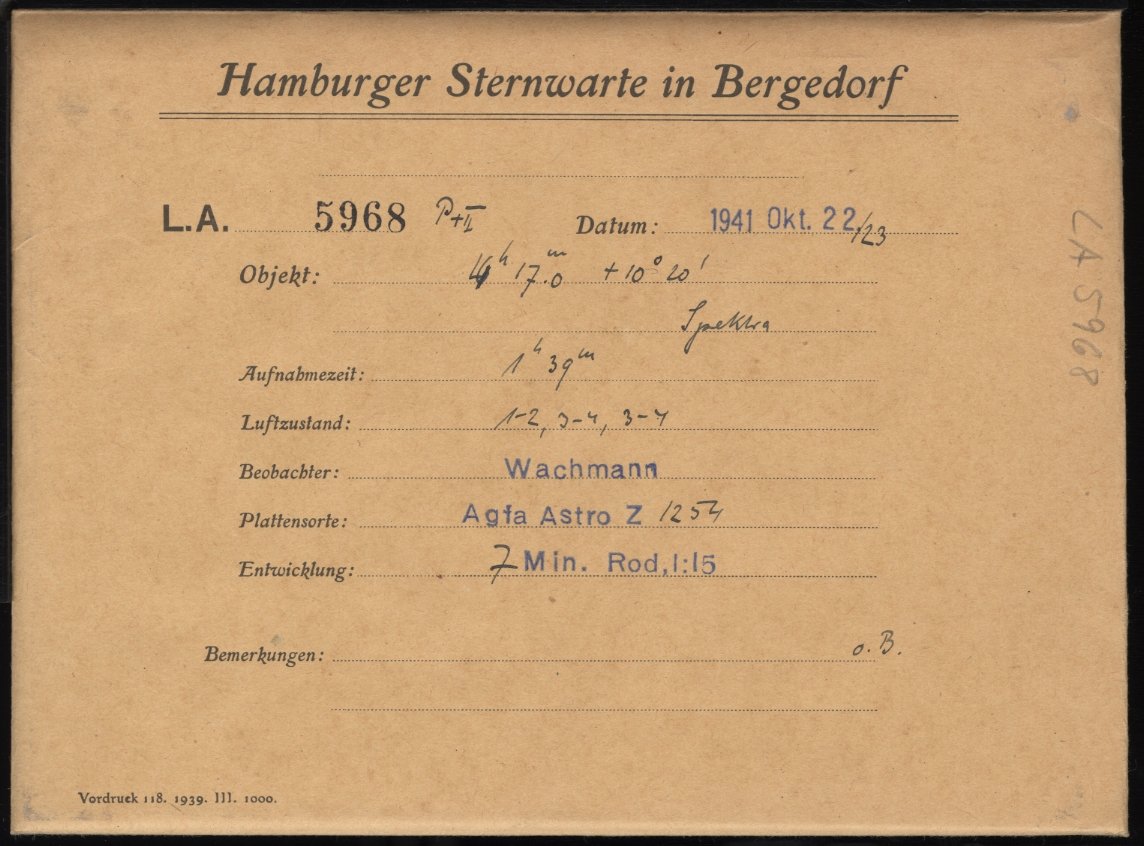 Hamburger Sternwarte in Bergedorf
L.A. 5968 P+II Datum: 1941 Okt. 22/23
Objekt: 4h 17m.0 +10° 20'
Spektra
Aufnahmezeit: 1h 39m
Luftzustand: 1-2, 3-4, 3-4
Beobachter: Wachmann
Plattensorte: Agfa Astro Z 1254
Entwicklung: 7 Min. Rod, 1:15
Bemerkungen: o. B.
Vordruck 118. 1939. III. 1000.
LA 5968